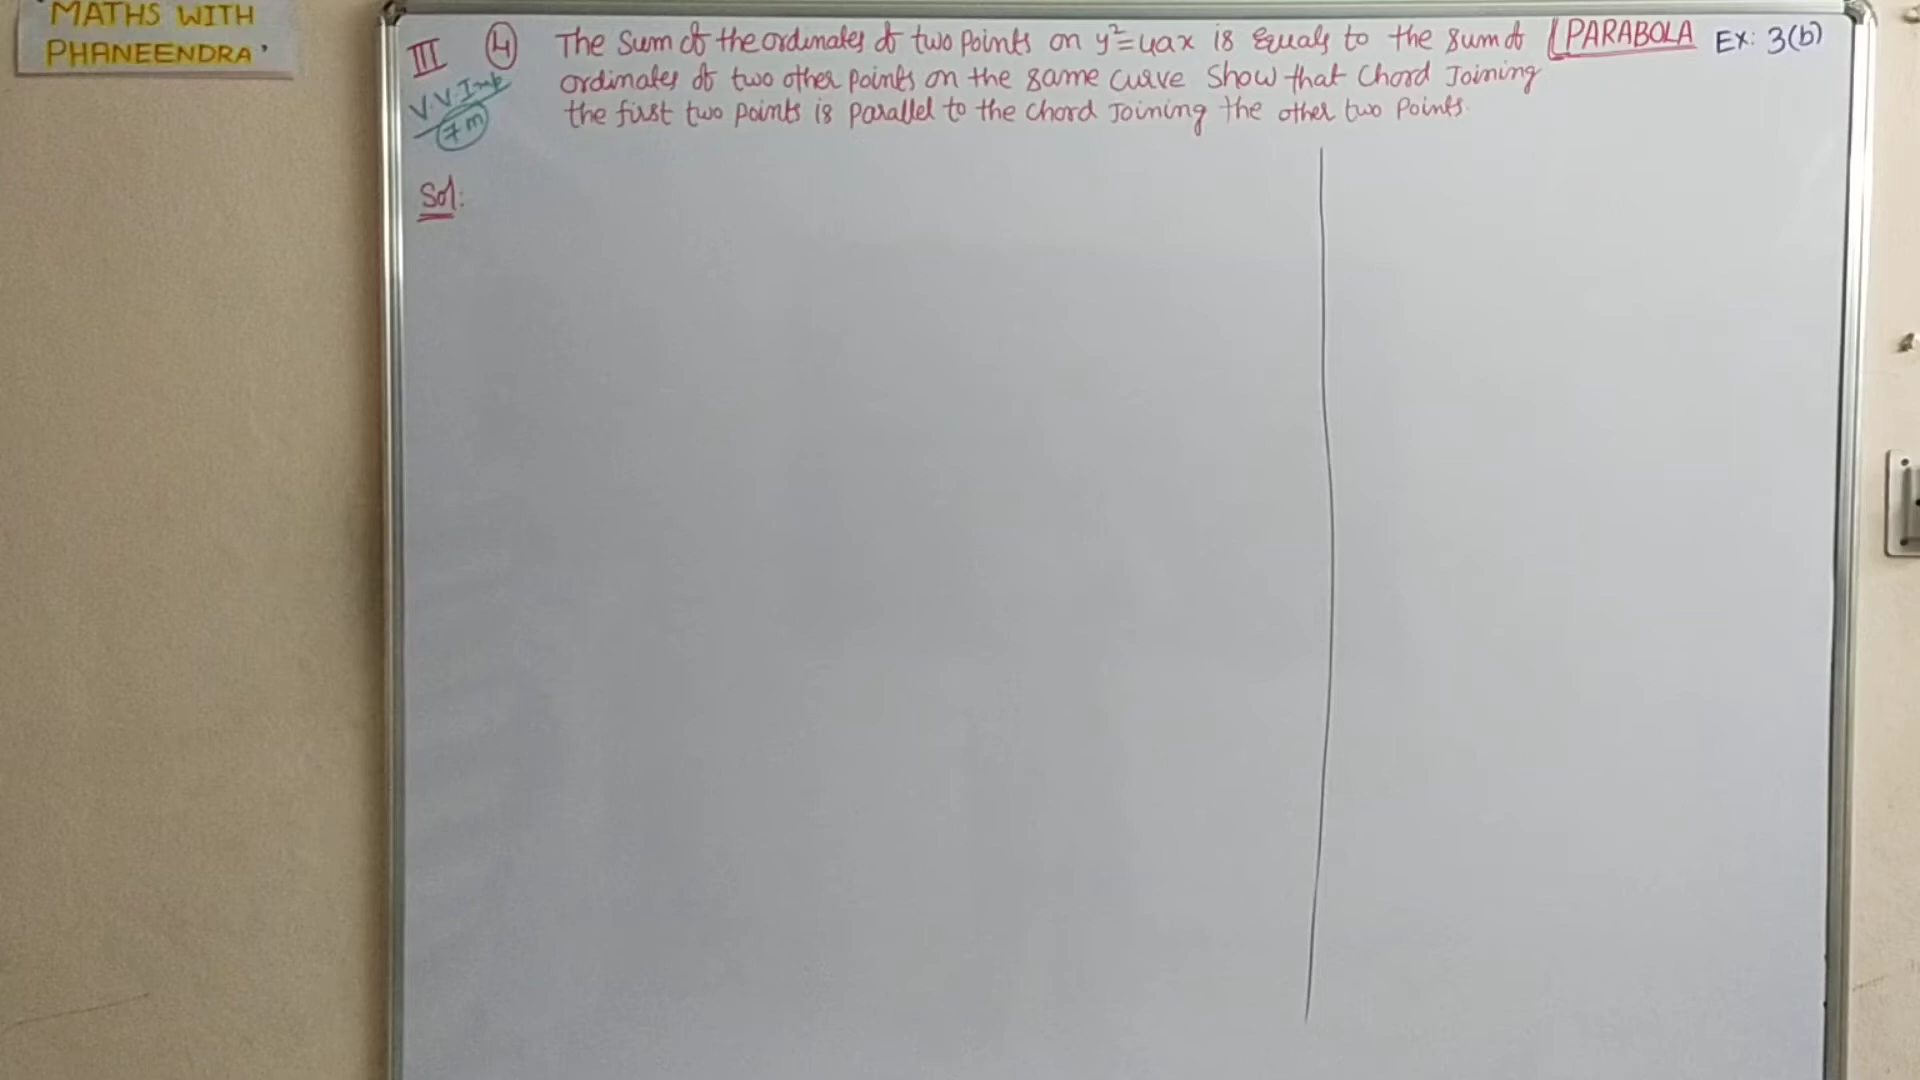 MATHS WITH
PHANEENDRA'
III ④ The Sum of the ordinates of two points on y²=4ax is Equals to the sum of
PARABOLA Ex: 3(b)
V.V.Imp
7m
ordinates of two other points on the same curve Show that Chord Joining
the first two points is parallel to the chord Joining the other two points.
Sol: